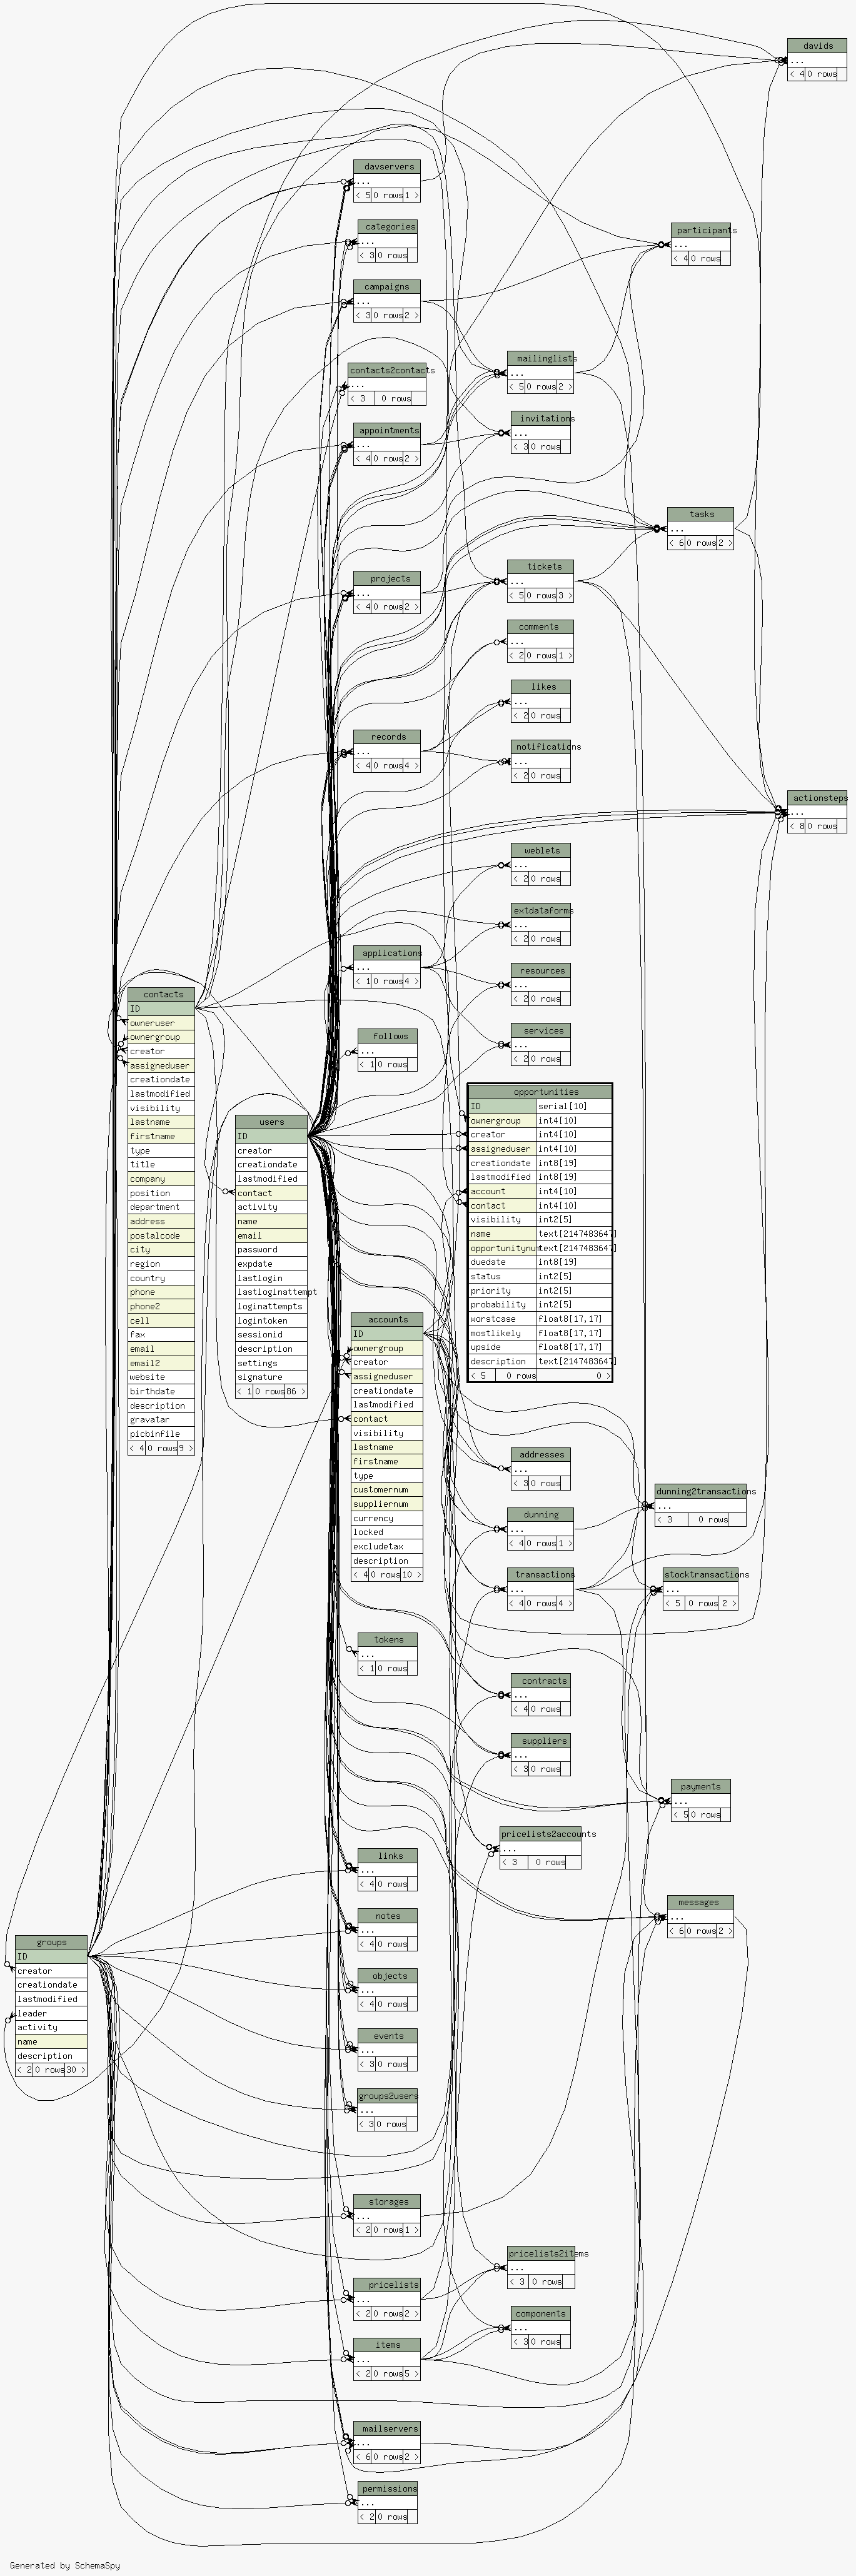 davids
...
< 4 0 rows
davservers
...
< 5 0 rows 1 >
categories
...
< 3 0 rows
participants
...
< 4 0 rows
campaigns
...
< 3 0 rows 2 >
contacts2contacts
...
< 3 0 rows
mailinglists
...
< 5 0 rows 2 >
invitations
...
< 3 0 rows
appointments
...
< 4 0 rows 2 >
tasks
...
< 6 0 rows 2 >
projects
...
< 4 0 rows 2 >
tickets
...
< 5 0 rows 3 >
comments
...
< 2 0 rows 1 >
likes
...
< 2 0 rows
records
...
< 4 0 rows 4 >
notifications
...
< 2 0 rows
actionsteps
...
< 8 0 rows
weblets
...
< 2 0 rows
extdataforms
...
< 2 0 rows
applications
...
< 1 0 rows 4 >
resources
...
< 2 0 rows
services
...
< 2 0 rows
follows
...
< 1 0 rows
contacts
ID
owneruser
ownergroup
creator
assigneduser
creationdate
lastmodified
visibility
lastname
firstname
type
title
company
position
department
address
postalcode
city
region
country
phone
phone2
cell
fax
email
email2
website
birthdate
description
gravatar
picbinfile
< 4 0 rows 9 >
users
ID
creator
creationdate
lastmodified
contact
activity
name
email
password
expdate
lastlogin
lastloginattempt
loginattempts
logintoken
sessionid
description
settings
signature
< 1 0 rows 86 >
opportunities
ID serial[10]
ownergroup int4[10]
creator int4[10]
assigneduser int4[10]
creationdate int8[19]
lastmodified int8[19]
account int4[10]
contact int4[10]
visibility int2[5]
name text[2147483647]
opportunitynum text[2147483647]
duedate int8[19]
status int2[5]
priority int2[5]
probability int2[5]
worstcase float8[17,17]
mostlikely float8[17,17]
upside float8[17,17]
description text[2147483647]
< 5 0 rows 0 >
accounts
ID
ownergroup
creator
assigneduser
creationdate
lastmodified
contact
visibility
lastname
firstname
type
customernum
suppliernum
currency
locked
excludetax
description
< 4 0 rows 10 >
addresses
...
< 3 0 rows
dunning
...
< 4 0 rows 1 >
dunning2transactions
...
< 3 0 rows
transactions
...
< 4 0 rows 4 >
stocktransactions
...
< 5 0 rows 2 >
tokens
...
< 1 0 rows
contracts
...
< 4 0 rows
suppliers
...
< 3 0 rows
payments
...
< 5 0 rows
pricelists2accounts
...
< 3 0 rows
links
...
< 4 0 rows
messages
...
< 6 0 rows 2 >
notes
...
< 4 0 rows
groups
ID
creator
creationdate
lastmodified
leader
activity
name
description
< 2 0 rows 30 >
objects
...
< 4 0 rows
events
...
< 3 0 rows
groups2users
...
< 3 0 rows
storages
...
< 2 0 rows 1 >
pricelists2items
...
< 3 0 rows
pricelists
...
< 2 0 rows 2 >
components
...
< 3 0 rows
items
...
< 2 0 rows 5 >
mailservers
...
< 6 0 rows 2 >
permissions
...
< 2 0 rows
Generated by SchemaSpy